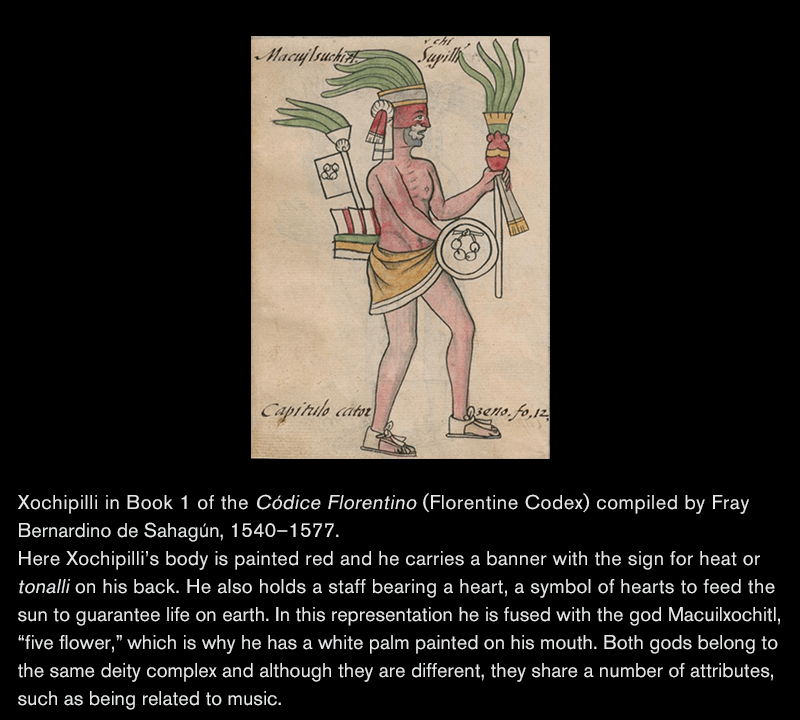 Macuilsuchitl. Suchi
pilli
Capitulo cator zeno. fo, 12,
Xochipilli in Book 1 of the Códice Florentino (Florentine Codex) compiled by Fray
Bernardino de Sahagún, 1540–1577.
Here Xochipilli’s body is painted red and he carries a banner with the sign for heat or
tonalli on his back. He also holds a staff bearing a heart, a symbol of hearts to feed the
sun to guarantee life on earth. In this representation he is fused with the god Macuilxochitl,
“five flower,” which is why he has a white palm painted on his mouth. Both gods belong to
the same deity complex and although they are different, they share a number of attributes,
such as being related to music.